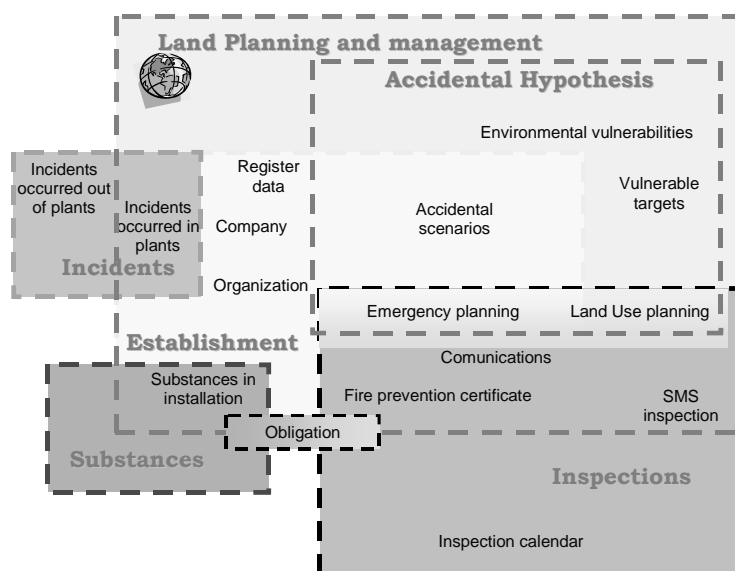 Land Planning and management
Accidental Hypothesis
Environmental vulnerabilities
Incidents
occurred out
of plants
Incidents
occurred in
plants
Incidents
Register
data
Company
Organization
Accidental
scenarios
Vulnerable
targets
Emergency planning
Land Use planning
Establishment
Comunications
Substances in
installation
Fire prevention certificate
SMS
inspection
Obligation
Substances
Inspections
Inspection calendar